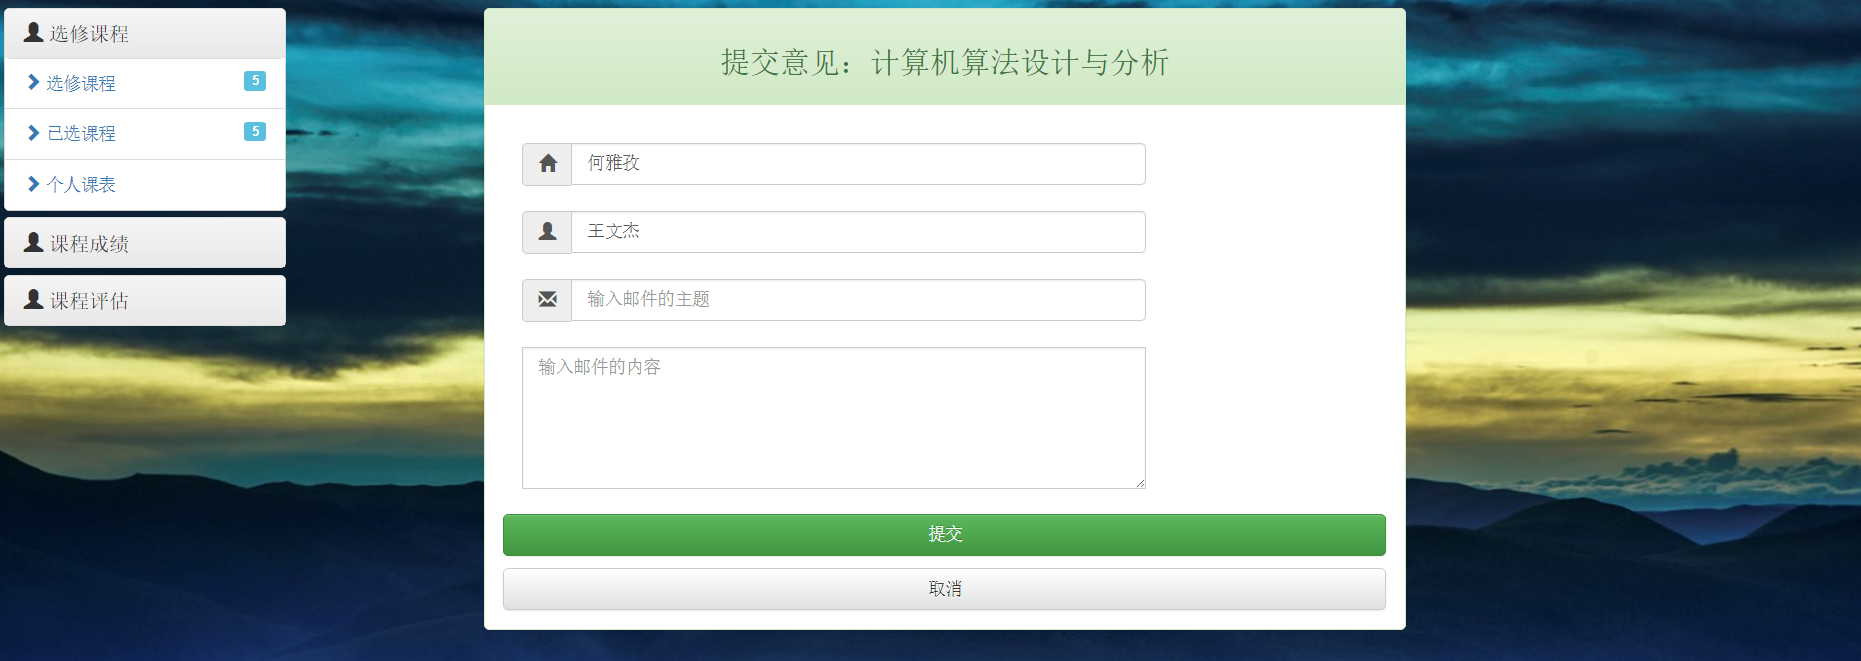 选修课程
选修课程 5
已选课程 5
个人课表
课程成绩
课程评估
提交意见：计算机算法设计与分析
何雅孜
王文杰
输入邮件的主题
输入邮件的内容
提交
取消